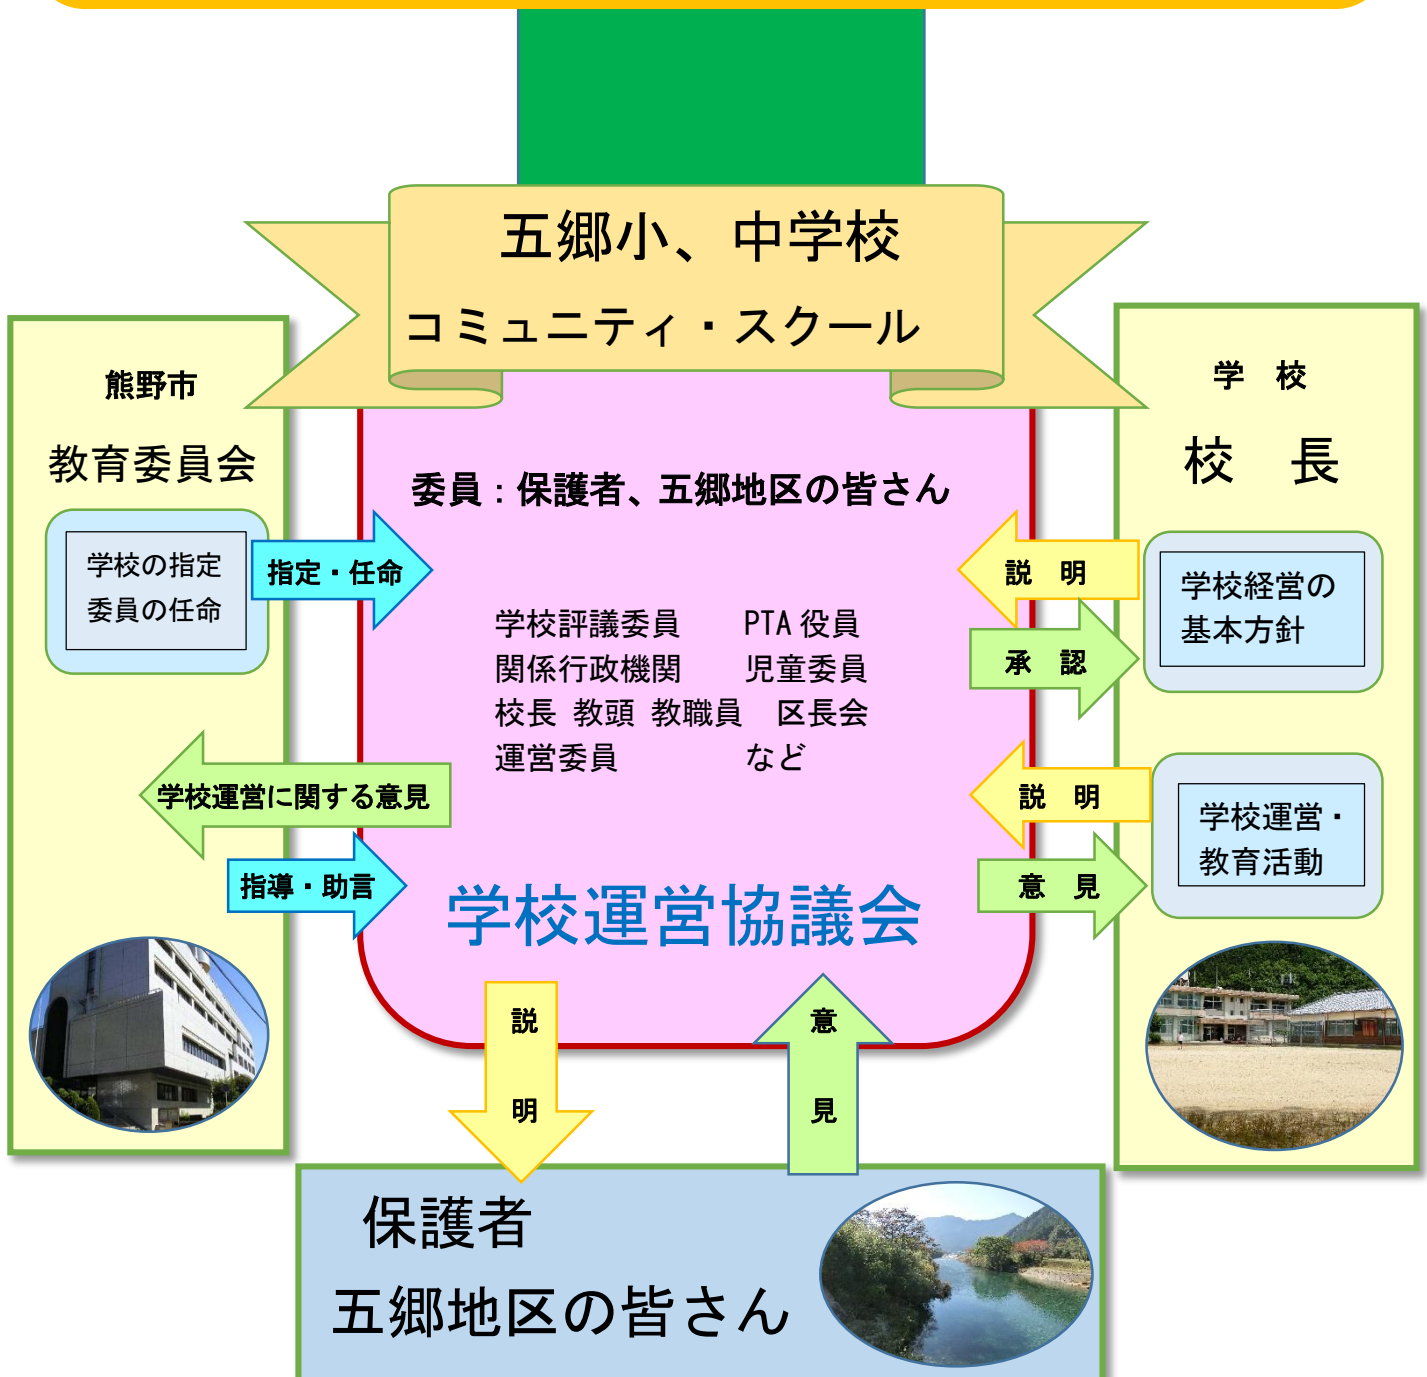 五郷小、中学校
コミュニティ・スクール
熊野市
教育委員会
学校の指定
委員の任命
指定・任命
学校運営に関する意見
指導・助言
委員：保護者、五郷地区の皆さん
学校評議委員　　PTA 役員
関係行政機関　　児童委員
校長 教頭 教職員　区長会
運営委員　　　　など
学校運営協議会
学　校
校　長
説　明
学校経営の
基本方針
承　認
説　明
学校運営・
教育活動
意　見
説
明
意
見
保護者
五郷地区の皆さん